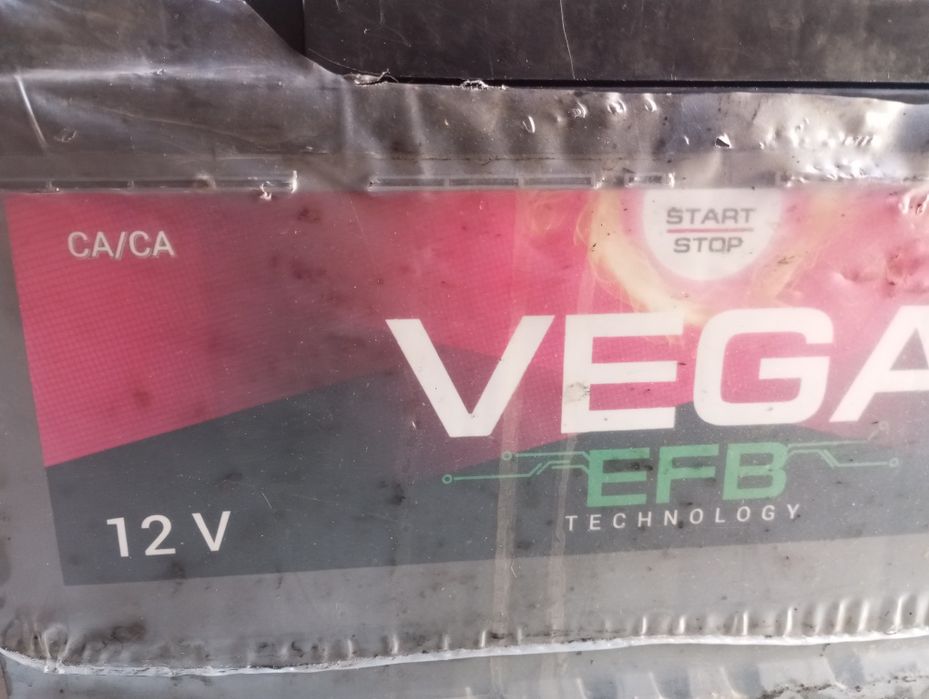 CA/CA
START
STOP
VEGA
EFB
TECHNOLOGY
12 V